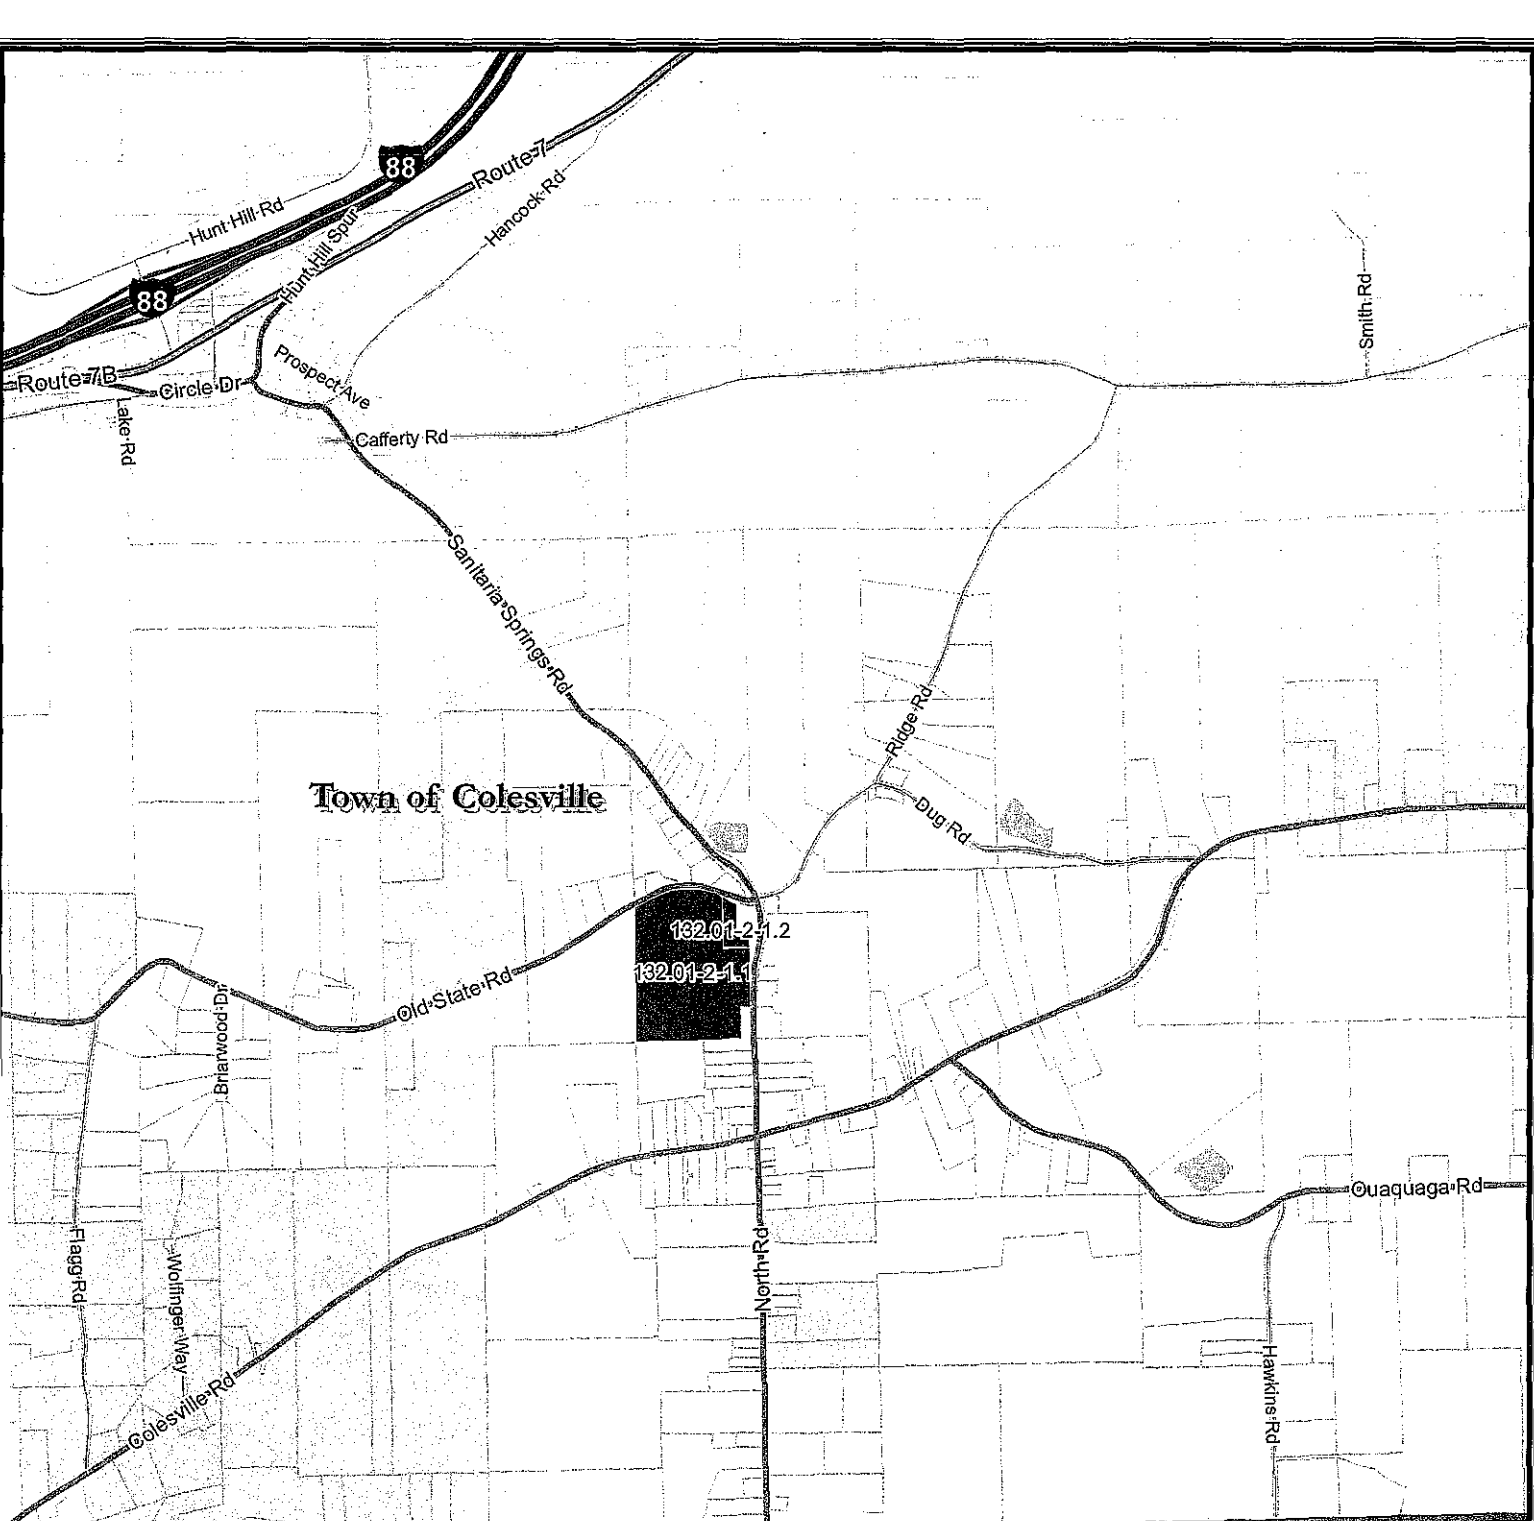 88
Route 7
Hancock Rd
Hunt Hill Rd
Hunt Hill Spur
88
Smith Rd
Prospect Ave
Route 7B
Circle Dr
Lake Rd
Cafferty Rd
Sanitaria Springs Rd
Ridge Rd
Town of Colesville
Dug Rd
132.01-2-1.2
132.01-2-1.1
Old State Rd
Briarwood Dr
Ouaquaga Rd
Flagg Rd
Wolfinger Way
North Rd
Colesville Rd
Hawkins Rd